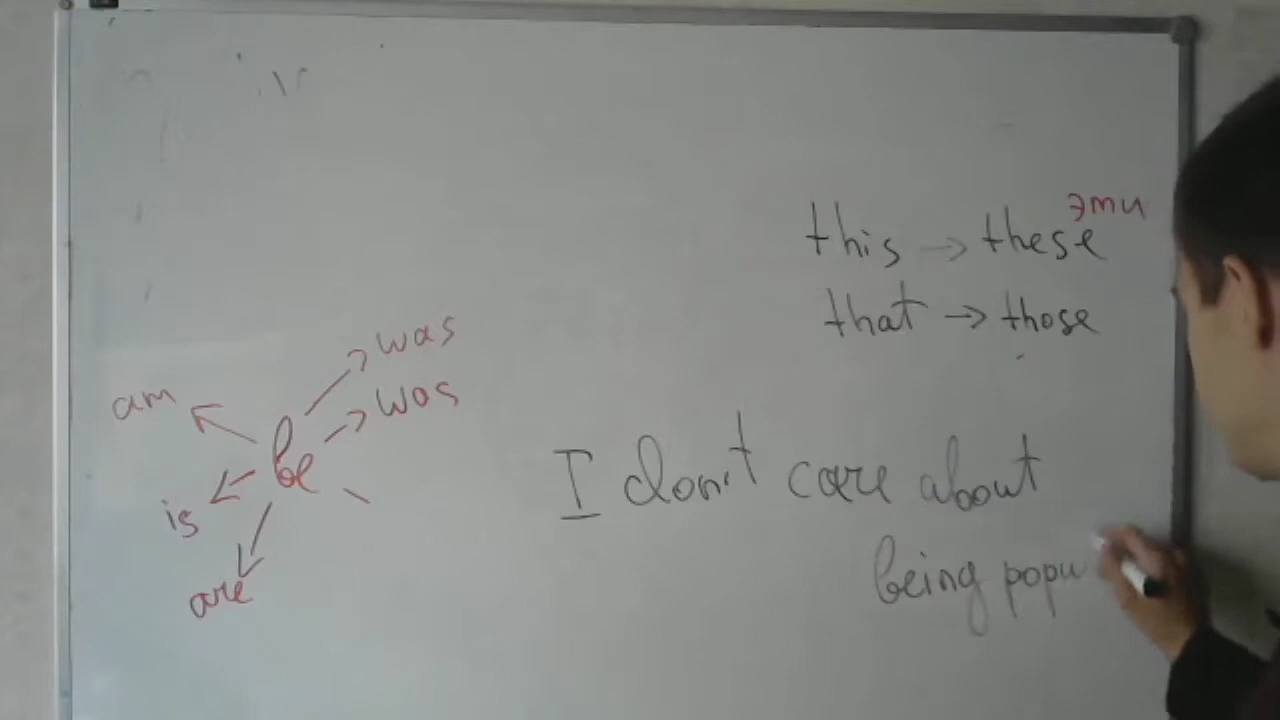 эти
this → these
that → those
was
was
am
be
is
are
I don't care about
being popu